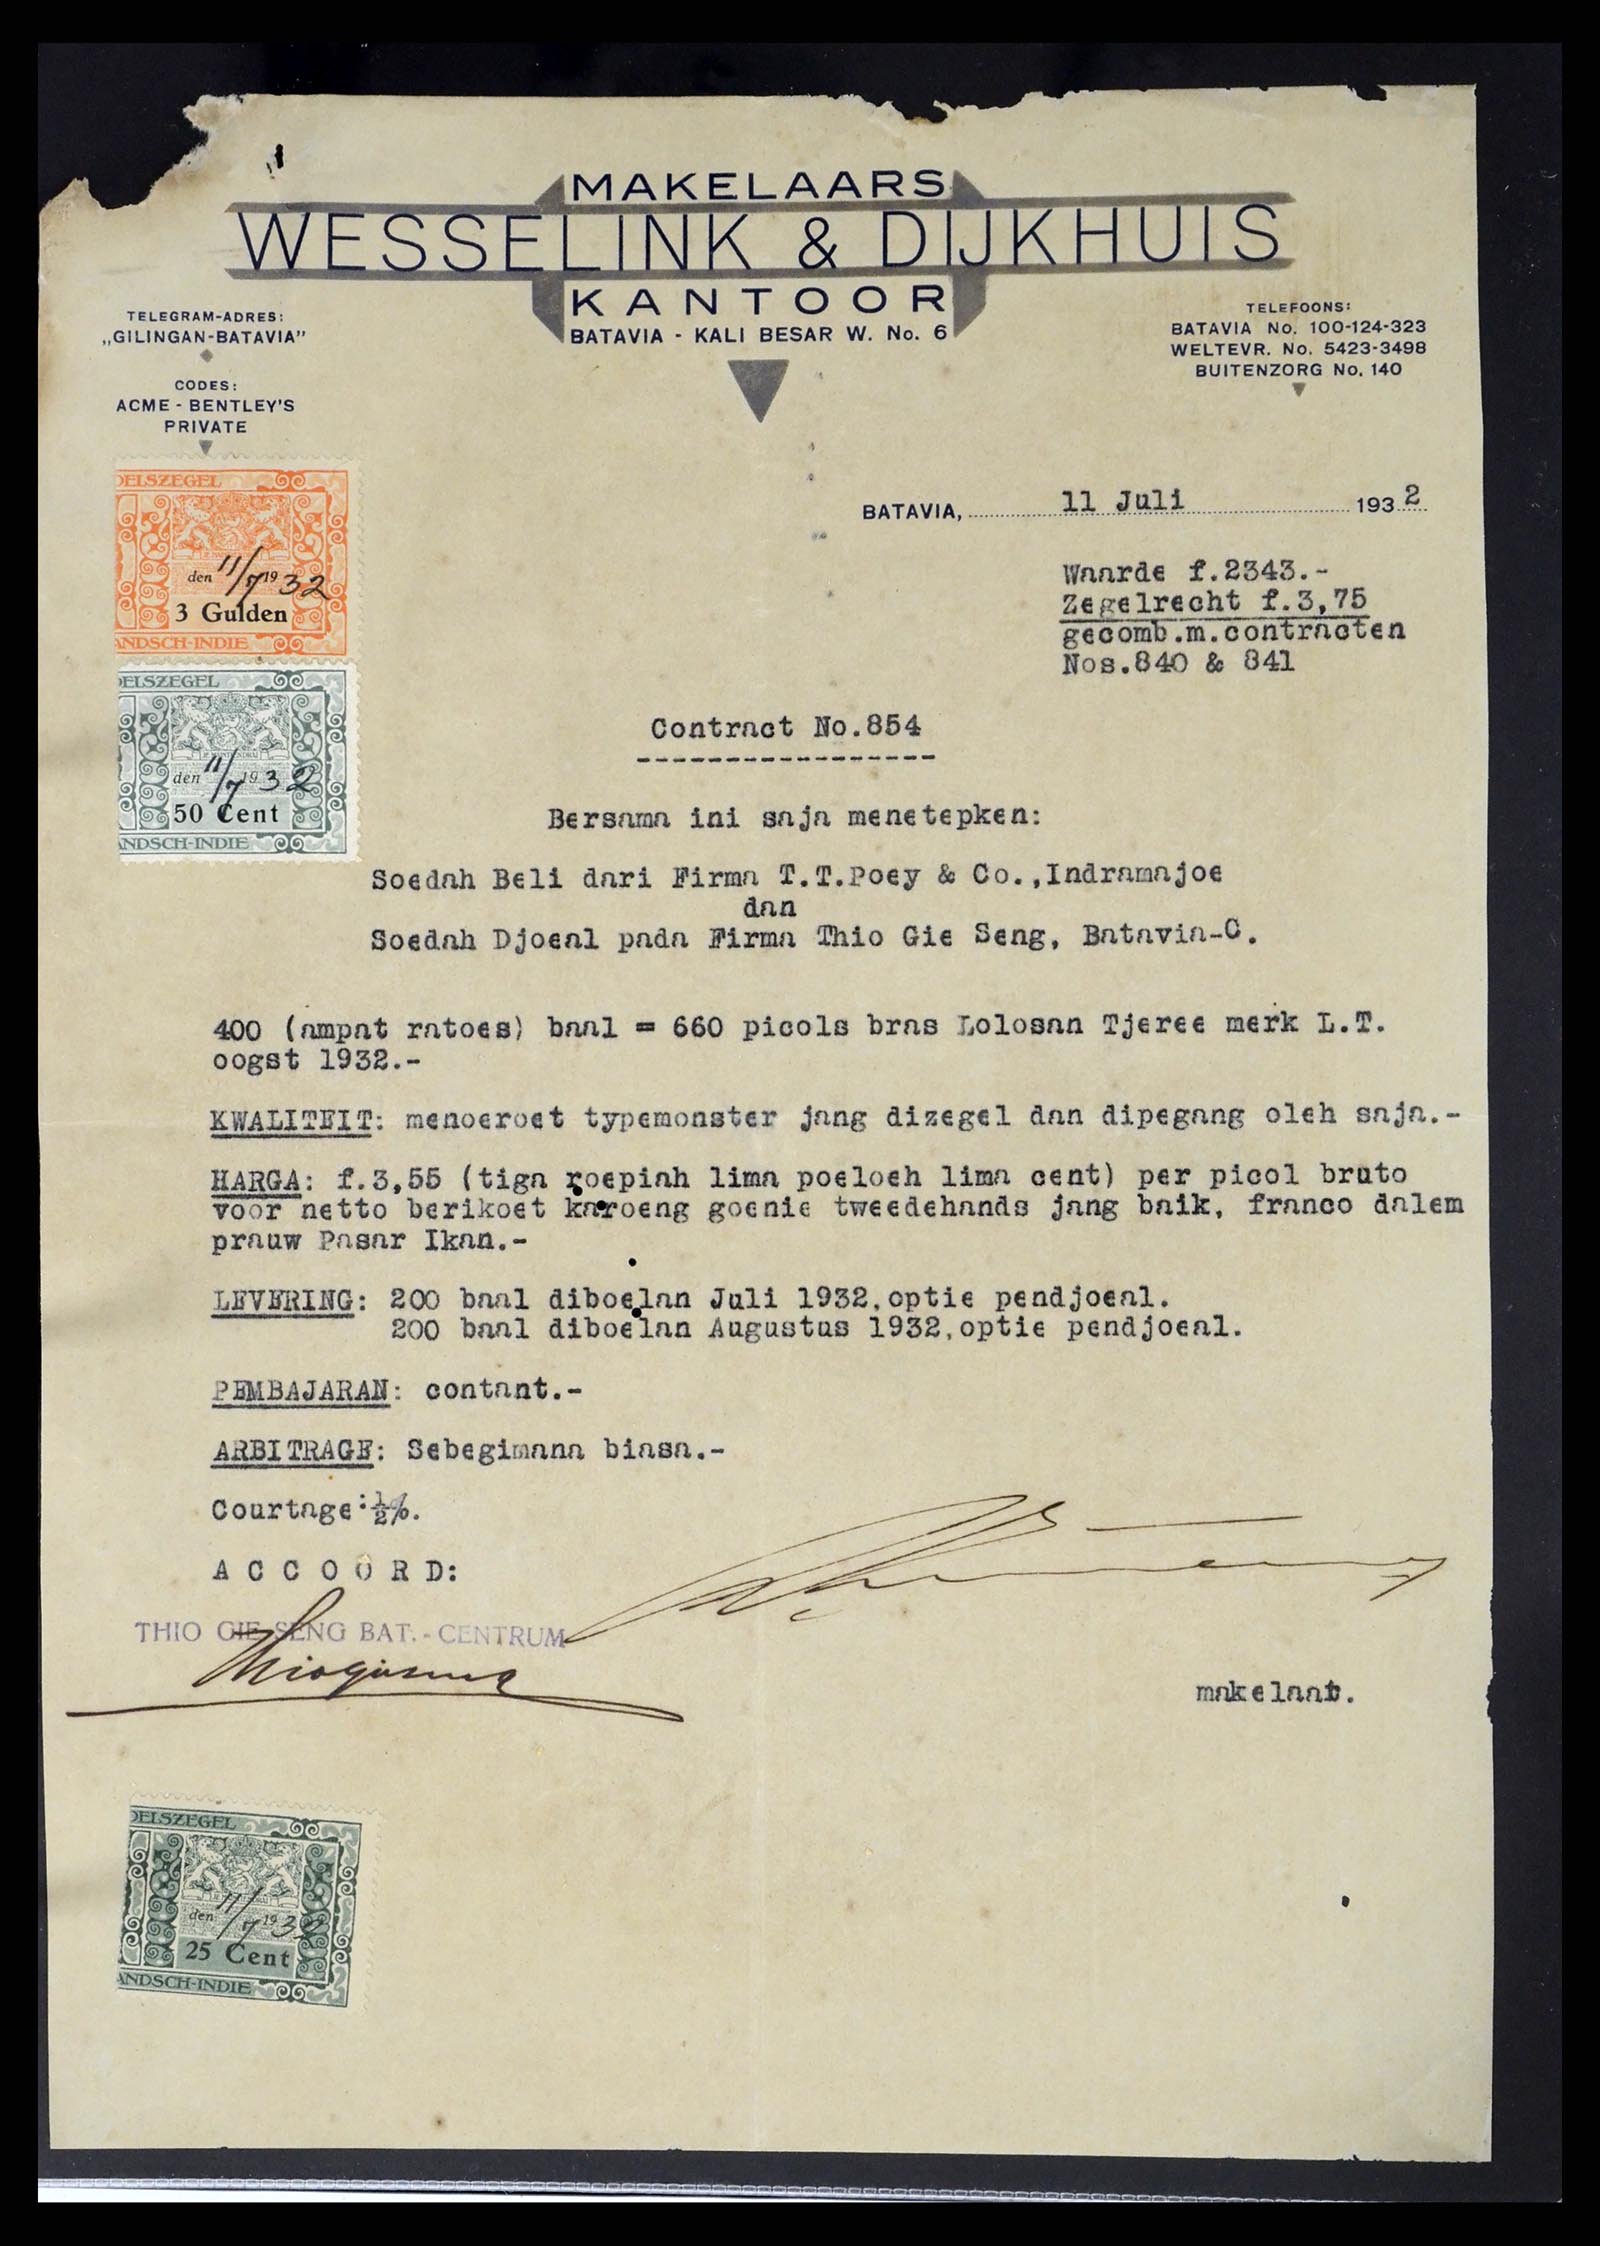 MAKELAARS
WESSELINK & DIJKHUIS
KANTOOR
BATAVIA - KALI BESAR W. No. 6
TELEGRAM-ADRES:
„GILINGAN-BATAVIA”
CODES:
ACME - BENTLEY'S
PRIVATE
TELEFOONS:
BATAVIA No. 100-124-323
WELTEVR. No. 5423-3498
BUITENZORG No. 140
DELSZEGEL
den 11/7 1932
3 Gulden
ANDSCH-INDIE
DELSZEGEL
den 11/7 1932
50 Cent
ANDSCH-INDIE
BATAVIA, 11 Juli 1932
Waarde f.2343.-
Zegelrecht f.3,75
gecomb.m.contracten
Nos.840 & 841
Contract No.854
-----------------
Bersama ini saja menetepken:
Soedah Beli dari Firma T.T.Poey & Co.,Indramajoe
dan
Soedah Djoeal pada Firma Thio Gie Seng, Batavia-C.
400 (ampat ratoes) baal = 660 picols bras Lolosan Tjeree merk L.T.
oogst 1932.-
KWALITEIT: menoeroet typemonster jang dizegel dan dipegang oleh saja.-
HARGA: f.3,55 (tiga roepiah lima poeloeh lima cent) per picol bruto
voor netto berikoet karoeng goenie tweedehands jang baik, franco dalem
prauw Pasar Ikan.-
LEVERING: 200 baal diboelan Juli 1932,optie pendjoeal.
200 baal diboelan Augustus 1932,optie pendjoeal.
PEMBAJARAN: contant.-
ARBITRAGE: Sebegimana biasa.-
Courtage:½%.
A C C O O R D:
THIO GIE SENG BAT.-CENTRUM
makelaar.
DELSZEGEL
den 11/7 1932
25 Cent
ANDSCH-INDIE